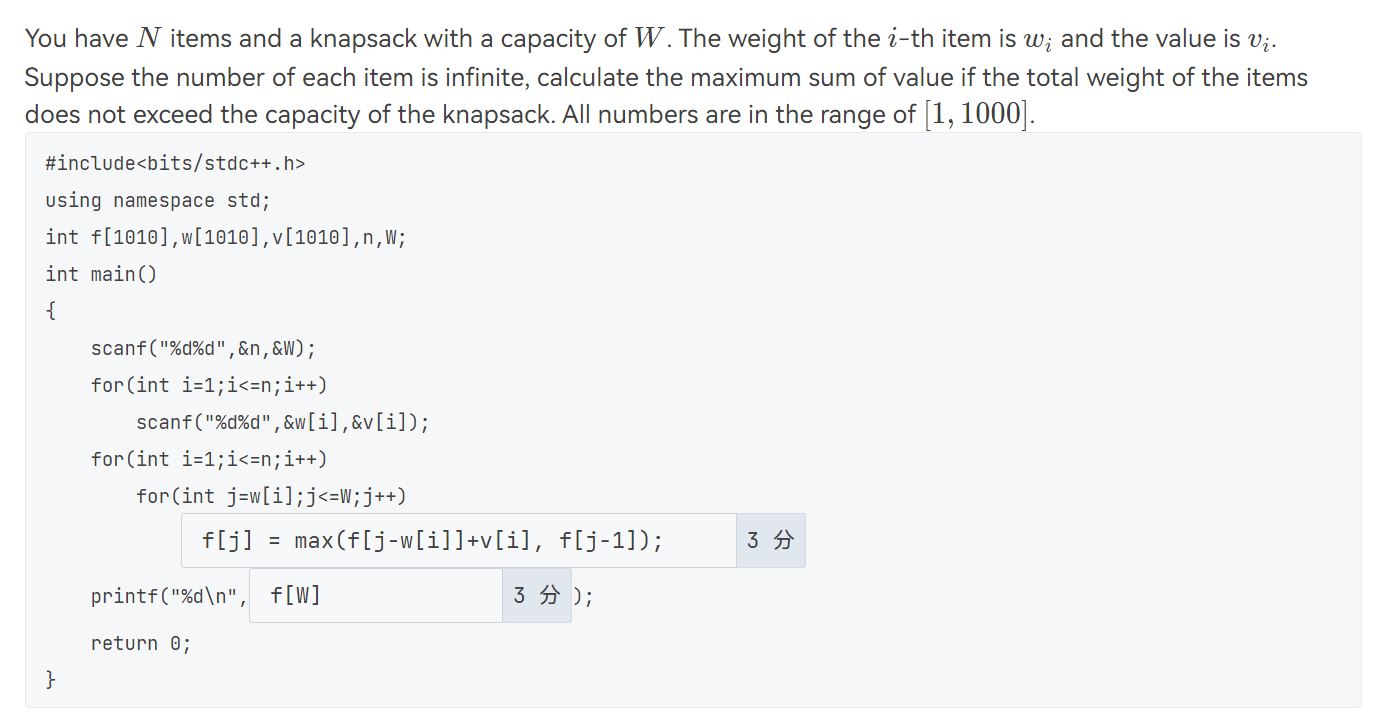 You have N items and a knapsack with a capacity of W. The weight of the i-th item is w_i and the value is v_i.
Suppose the number of each item is infinite, calculate the maximum sum of value if the total weight of the items
does not exceed the capacity of the knapsack. All numbers are in the range of [1, 1000].
#include<bits/stdc++.h>
using namespace std;
int f[1010],w[1010],v[1010],n,W;
int main()
{
    scanf("%d%d",&n,&W);
    for(int i=1;i<=n;i++)
        scanf("%d%d",&w[i],&v[i]);
    for(int i=1;i<=n;i++)
        for(int j=w[i];j<=W;j++)
            f[j] = max(f[j-w[i]]+v[i], f[j-1]); 3 分
    printf("%d\n", f[W] 3 分 );
    return 0;
}